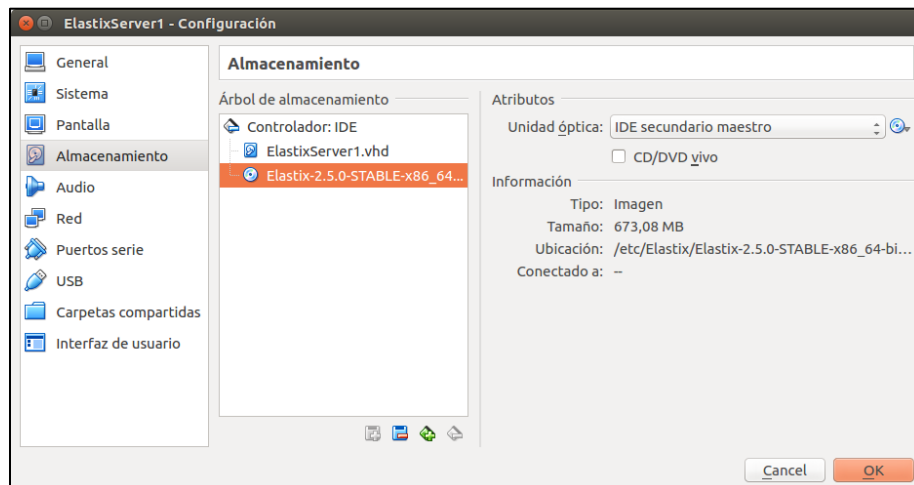 ElastixServer1 - Configuración
General
Sistema
Pantalla
Almacenamiento
Audio
Red
Puertos serie
USB
Carpetas compartidas
Interfaz de usuario
Almacenamiento
Árbol de almacenamiento
Controlador: IDE
ElastixServer1.vhd
Elastix-2.5.0-STABLE-x86_64...
Atributos
Unidad óptica: IDE secundario maestro
CD/DVD vivo
Información
Tipo: Imagen
Tamaño: 673,08 MB
Ubicación: /etc/Elastix/Elastix-2.5.0-STABLE-x86_64-bi...
Conectado a: --
Cancel
OK